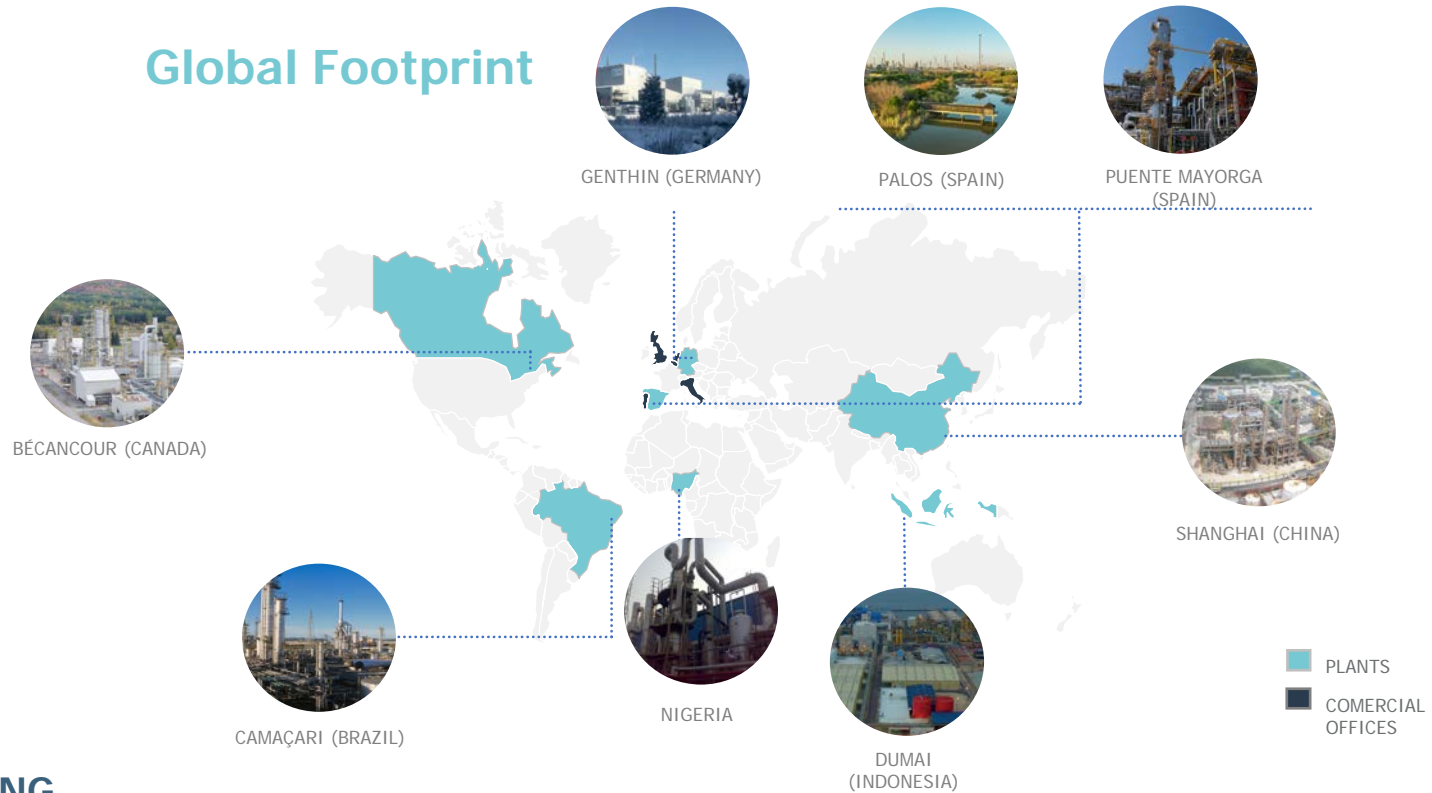 Global Footprint
GENTHIN (GERMANY)
PALOS (SPAIN)
PUENTE MAYORGA
(SPAIN)
BÉCANCOUR (CANADA)
SHANGHAI (CHINA)
CAMAÇARI (BRAZIL)
NIGERIA
DUMAI
(INDONESIA)
PLANTS
COMERCIAL
OFFICES
NG